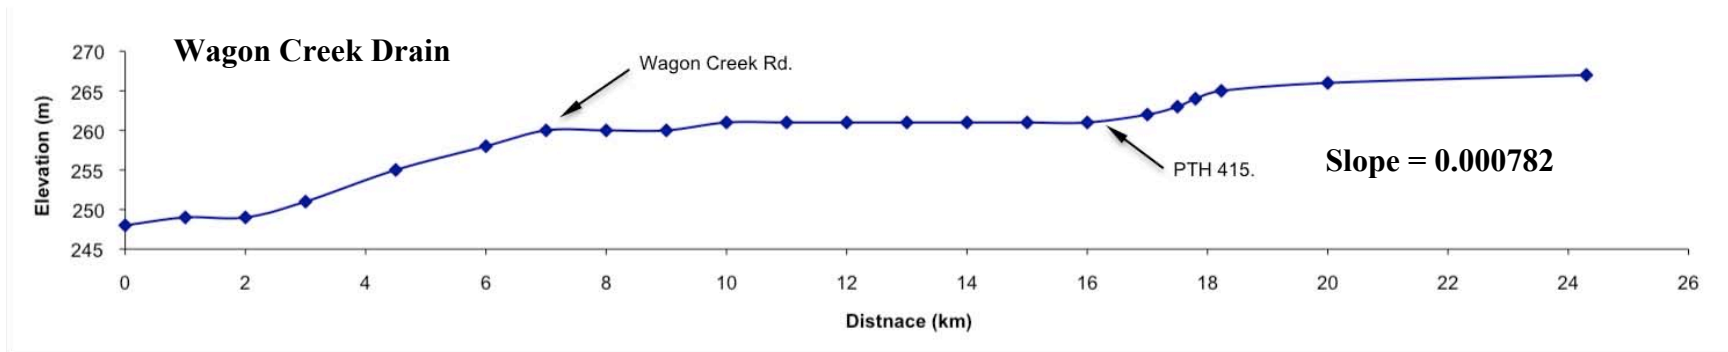 Wagon Creek Drain
Wagon Creek Rd.
PTH 415.
Slope = 0.000782
Elevation (m)
270
265
260
255
250
245
0 2 4 6 8 10 12 14 16 18 20 22 24 26
Distnace (km)